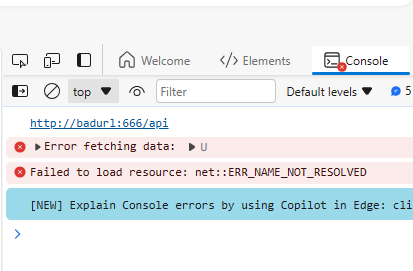 Welcome
</> Elements
Console
top
Filter
Default levels
5
http://badurl:666/api
Error fetching data:
U
Failed to load resource: net::ERR_NAME_NOT_RESOLVED
[NEW] Explain Console errors by using Copilot in Edge: cli